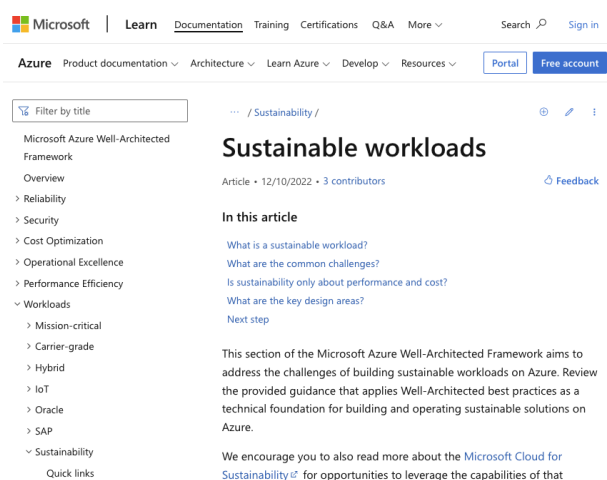 Microsoft Learn Documentation Training Certifications Q&A More Search Sign in
Azure Product documentation Architecture Learn Azure Develop Resources Portal Free account
Filter by title
Microsoft Azure Well-Architected
Framework
Overview
Reliability
Security
Cost Optimization
Operational Excellence
Performance Efficiency
Workloads
Mission-critical
Carrier-grade
Hybrid
IoT
Oracle
SAP
Sustainability
Quick links
... / Sustainability /
Sustainable workloads
Article • 12/10/2022 • 3 contributors
Feedback
In this article
What is a sustainable workload?
What are the common challenges?
Is sustainability only about performance and cost?
What are the key design areas?
Next step
This section of the Microsoft Azure Well-Architected Framework aims to
address the challenges of building sustainable workloads on Azure. Review
the provided guidance that applies Well-Architected best practices as a
technical foundation for building and operating sustainable solutions on
Azure.
We encourage you to also read more about the Microsoft Cloud for
Sustainability for opportunities to leverage the capabilities of that